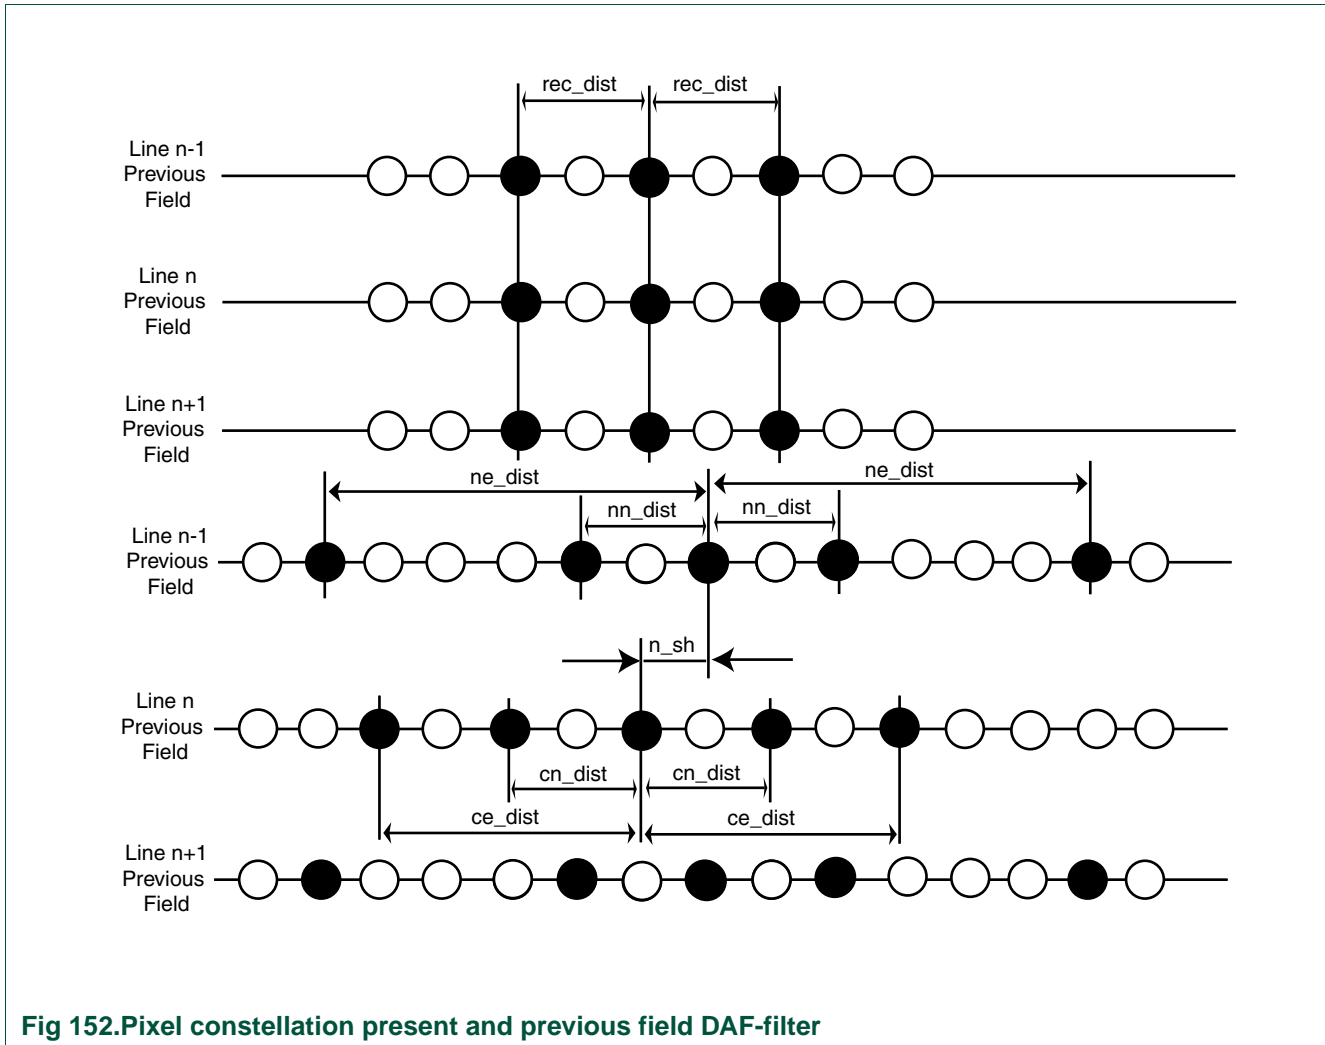 rec_dist rec_dist
Line n-1
Previous
Field
Line n
Previous
Field
Line n+1
Previous
Field
ne_dist ne_dist
nn_dist nn_dist
Line n-1
Previous
Field
n_sh
Line n
Previous
Field
cn_dist cn_dist
ce_dist ce_dist
Line n+1
Previous
Field
Fig 152.Pixel constellation present and previous field DAF-filter